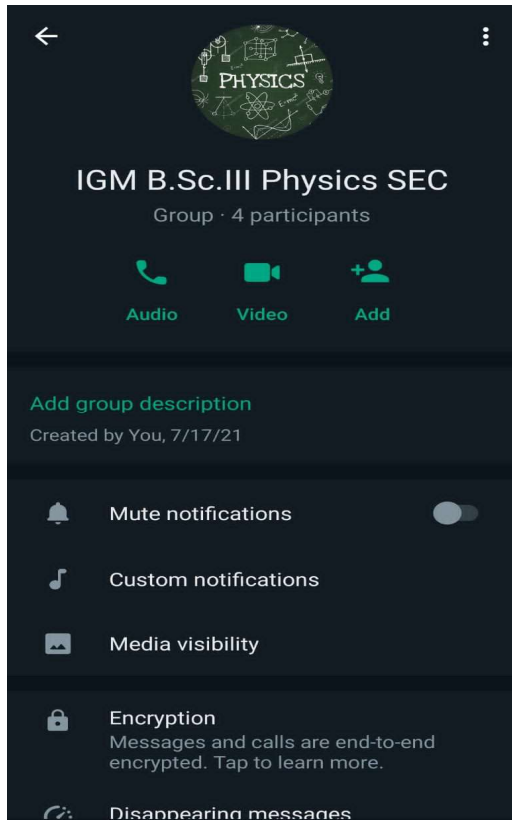 PHYSICS
IGM B.Sc.III Physics SEC
Group · 4 participants
Audio Video Add
Add group description
Created by You, 7/17/21
Mute notifications
Custom notifications
Media visibility
Encryption
Messages and calls are end-to-end
encrypted. Tap to learn more.
Disappearing messages